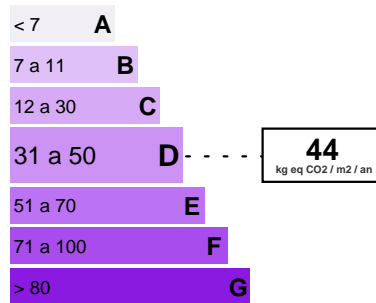 < 7 A
7 a 11 B
12 a 30 C
31 a 50 D
44
kg eq CO2 / m2 / an
51 a 70 E
71 a 100 F
> 80 G